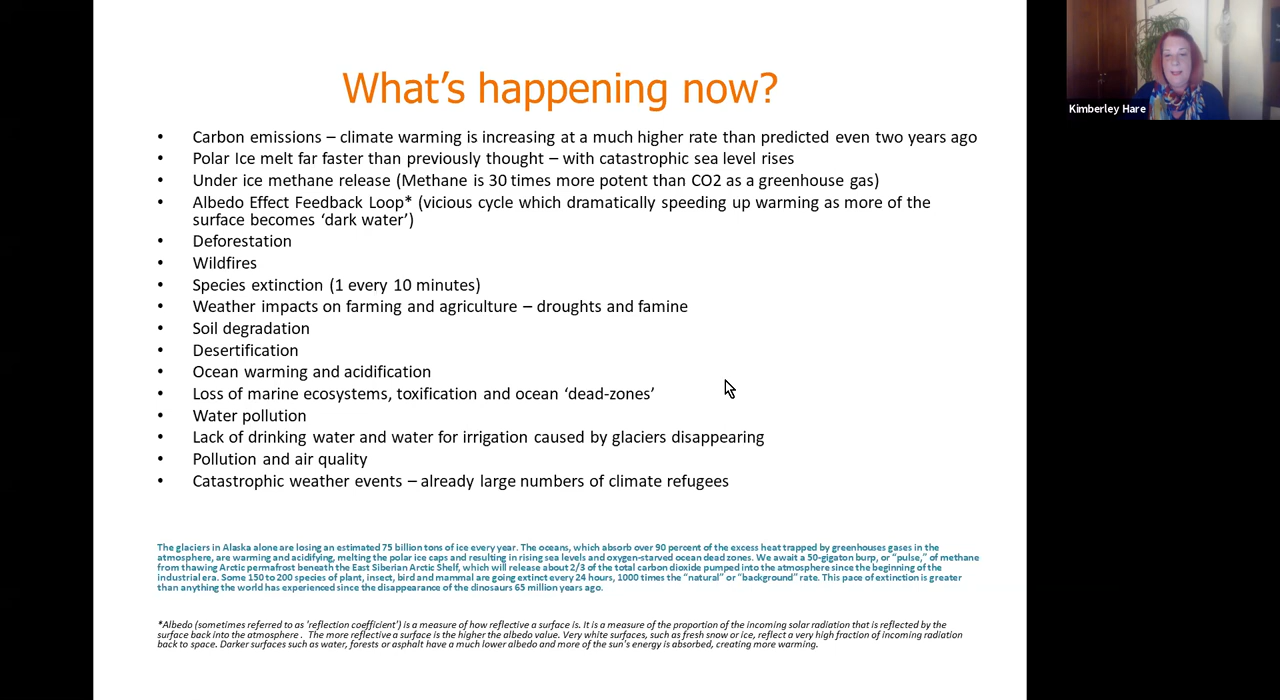 What's happening now?
Kimberley Hare
• Carbon emissions – climate warming is increasing at a much higher rate than predicted even two years ago
• Polar Ice melt far faster than previously thought – with catastrophic sea level rises
• Under ice methane release (Methane is 30 times more potent than CO2 as a greenhouse gas)
• Albedo Effect Feedback Loop* (vicious cycle which dramatically speeding up warming as more of the
surface becomes 'dark water')
• Deforestation
• Wildfires
• Species extinction (1 every 10 minutes)
• Weather impacts on farming and agriculture – droughts and famine
• Soil degradation
• Desertification
• Ocean warming and acidification
• Loss of marine ecosystems, toxification and ocean 'dead-zones'
• Water pollution
• Lack of drinking water and water for irrigation caused by glaciers disappearing
• Pollution and air quality
• Catastrophic weather events – already large numbers of climate refugees
The glaciers in Alaska alone are losing an estimated 75 billion tons of ice every year. The oceans, which absorb over 90 percent of the excess heat trapped by greenhouses gases in the
atmosphere, are warming and acidifying, melting the polar ice caps and resulting in rising sea levels and oxygen-starved ocean dead zones. We await a 50-gigaton burp, or "pulse," of methane
from thawing Arctic permafrost beneath the East Siberian Arctic Shelf, which will release about 2/3 of the total carbon dioxide pumped into the atmosphere since the beginning of the
industrial era. Some 150 to 200 species of plant, insect, bird and mammal are going extinct every 24 hours, 1000 times the "natural" or "background" rate. This pace of extinction is greater
than anything the world has experienced since the disappearance of the dinosaurs 65 million years ago.
*Albedo (sometimes referred to as 'reflection coefficient') is a measure of how reflective a surface is. It is a measure of the proportion of the incoming solar radiation that is reflected by the
surface back into the atmosphere . The more reflective a surface is the higher the albedo value. Very white surfaces, such as fresh snow or ice, reflect a very high fraction of incoming radiation
back to space. Darker surfaces such as water, forests or asphalt have a much lower albedo and more of the sun's energy is absorbed, creating more warming.